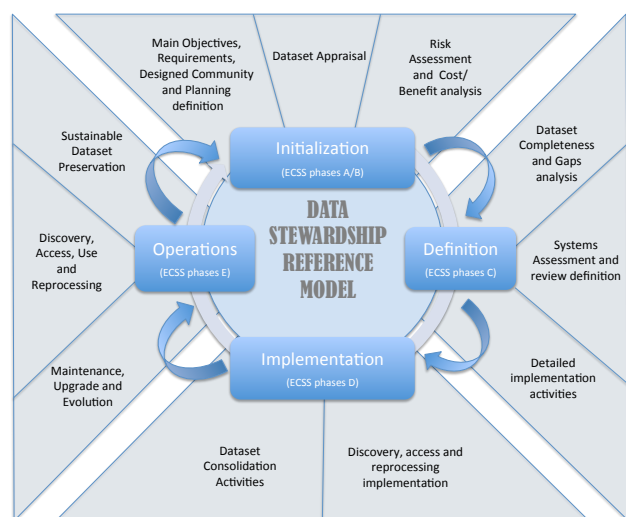 Main Objectives,
Requirements,
Designed Community
and Planning
definition
Dataset Appraisal
Risk
Assessment
and Cost/
Benefit analysis
Sustainable
Dataset
Preservation
Initialization
(ECSS phases A/B)
Dataset
Completeness
and Gaps
analysis
DATA
STEWARDSHIP
REFERENCE
MODEL
Discovery,
Access, Use
and
Reprocessing
Operations
(ECSS phases E)
Definition
(ECSS phases C)
Systems
Assessment and
review definition
Maintenance,
Upgrade and
Evolution
Implementation
(ECSS phases D)
Detailed
implementation
activities
Dataset
Consolidation
Activities
Discovery, access and
reprocessing
implementation